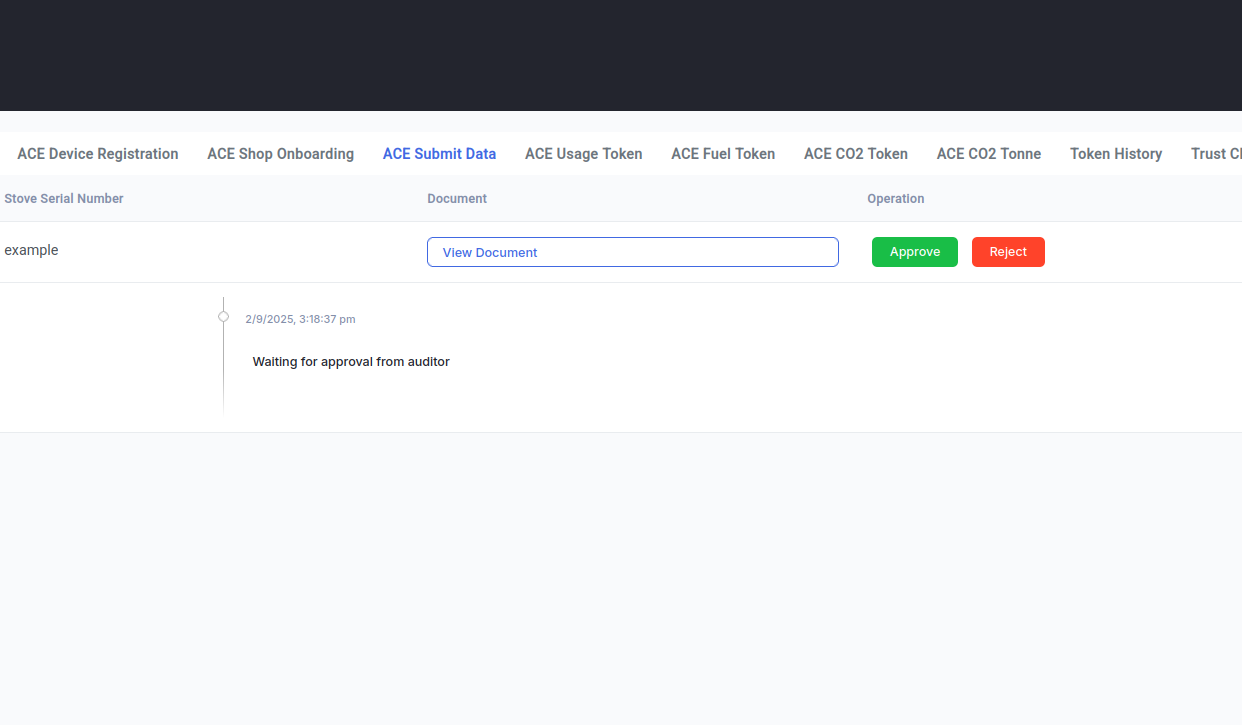 ACE Device Registration ACE Shop Onboarding ACE Submit Data ACE Usage Token ACE Fuel Token ACE CO2 Token ACE CO2 Tonne Token History Trust
Stove Serial Number Document Operation
example View Document Approve Reject
2/9/2025, 3:18:37 pm
Waiting for approval from auditor